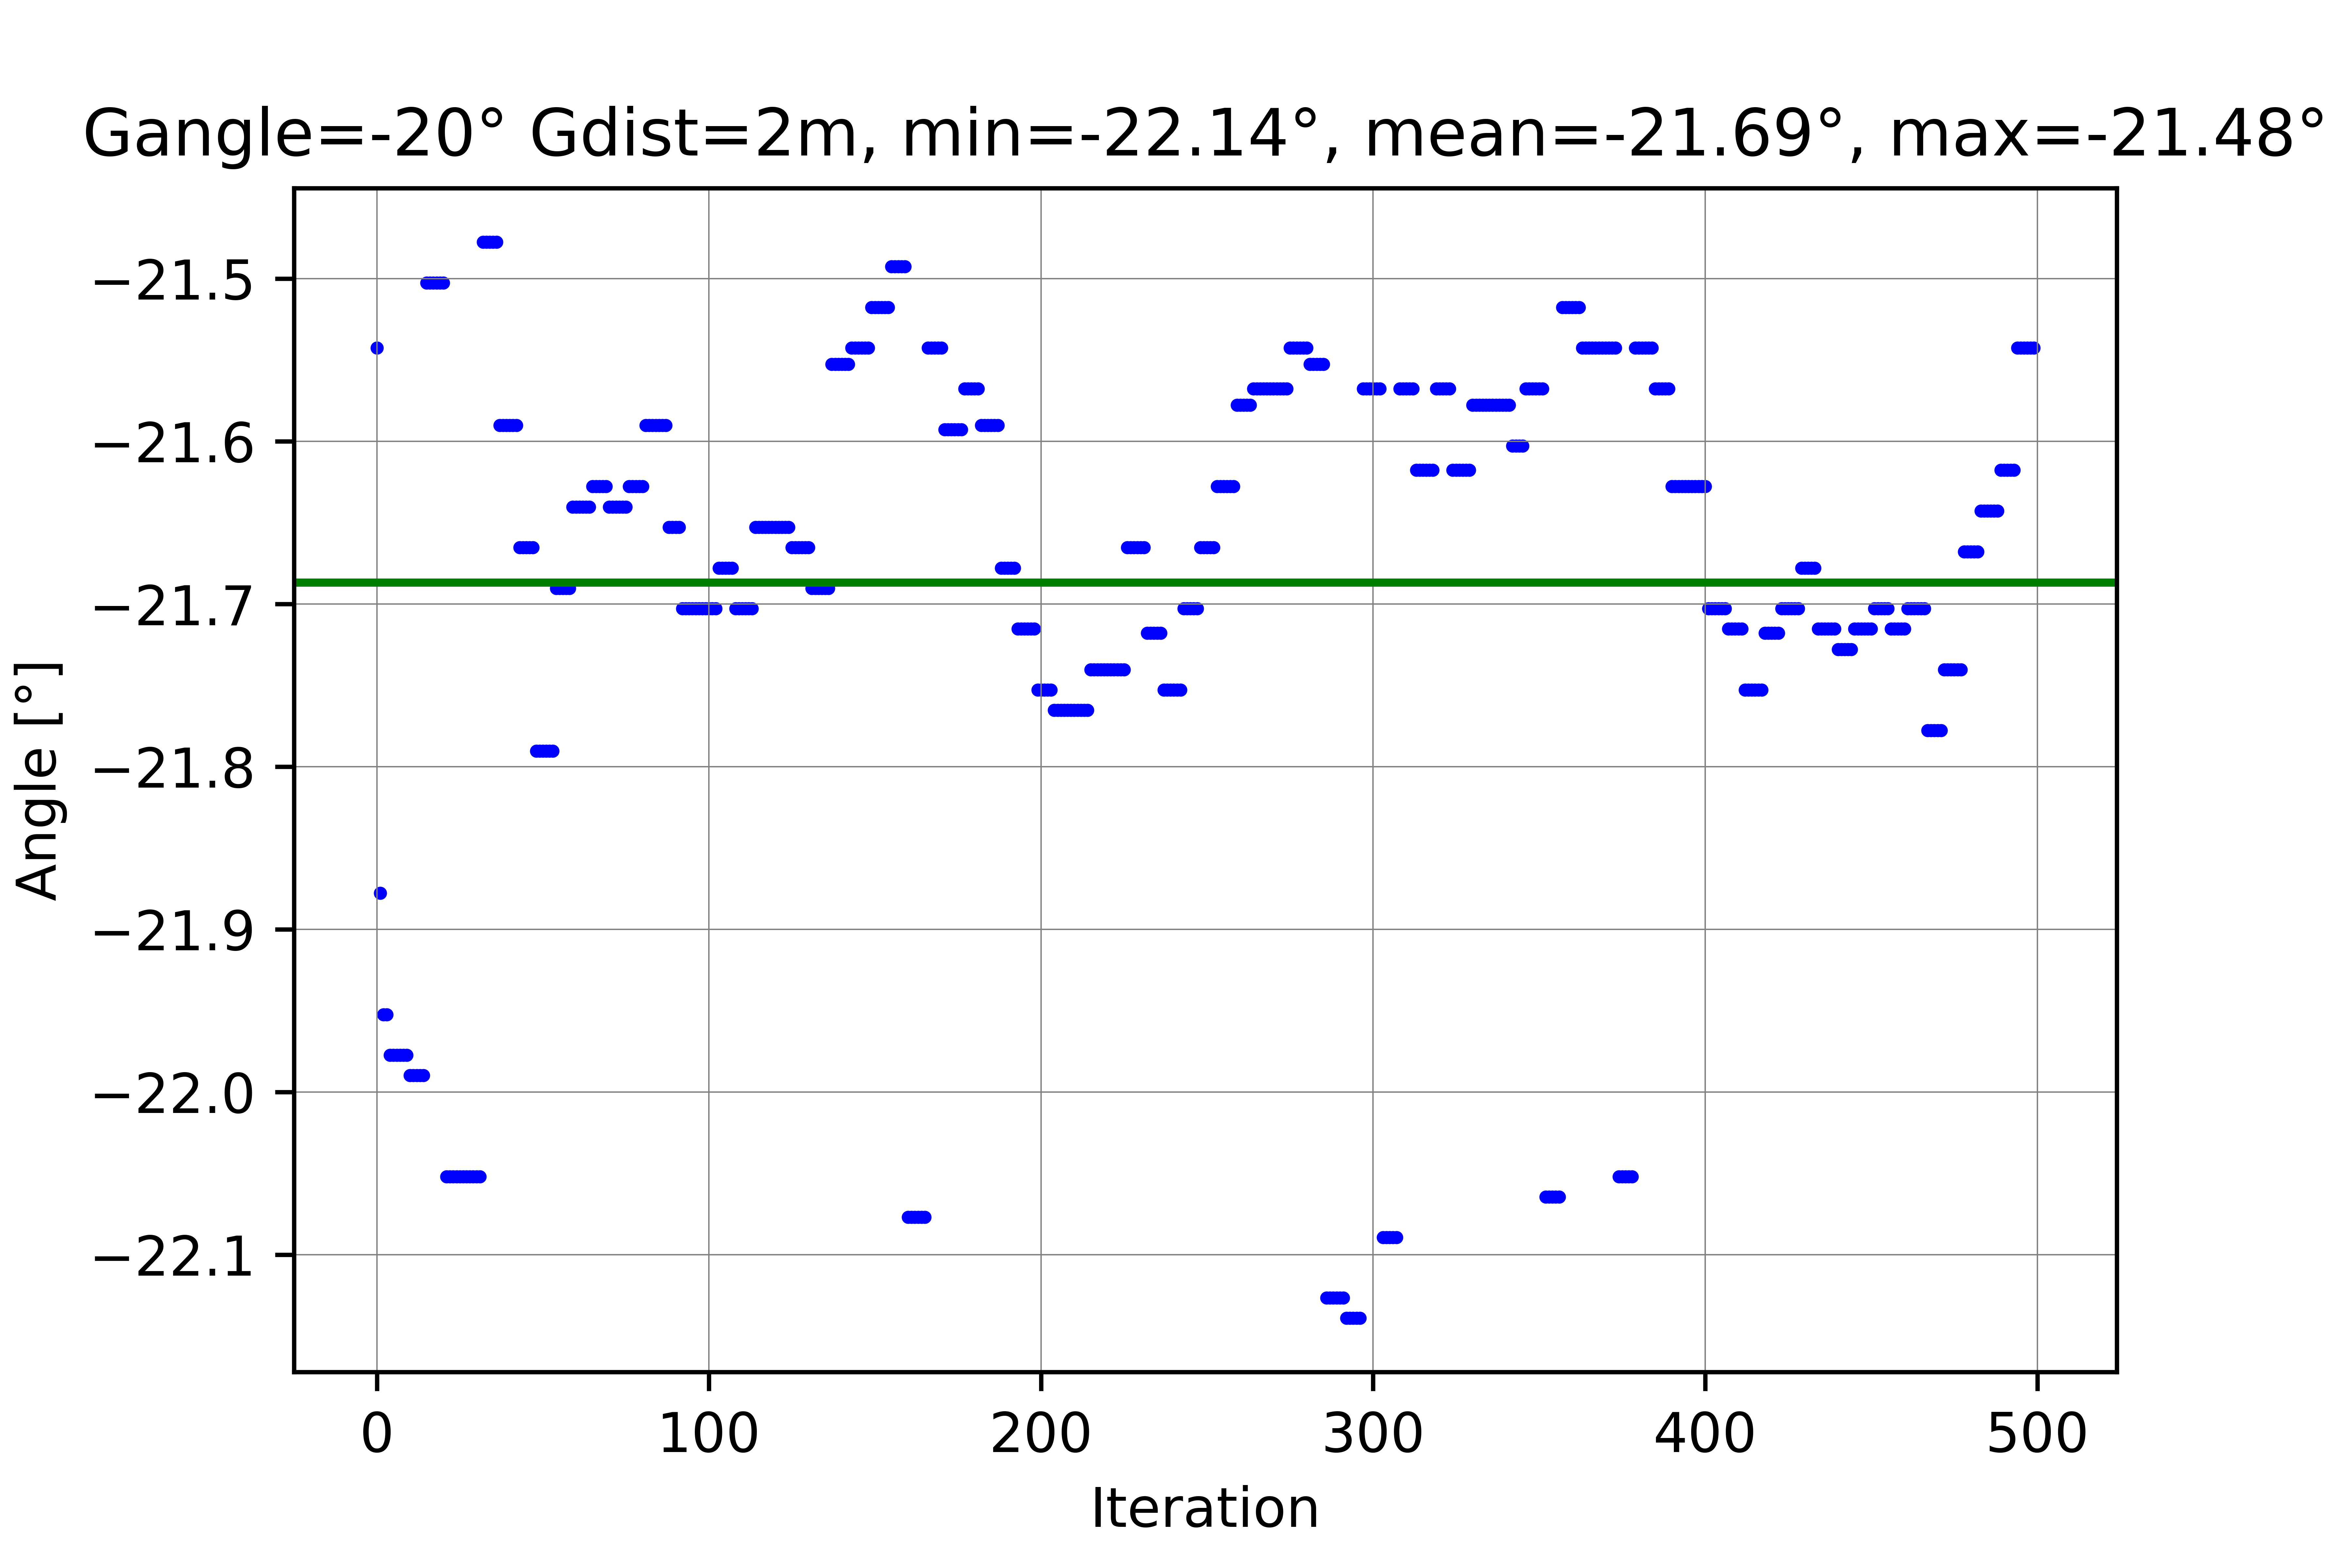 Gangle=-20° Gdist=2m, min=-22.14°, mean=-21.69°, max=-21.48°
−21.5
−21.6
−21.7
−21.8
−21.9
−22.0
−22.1
Angle [°]
0 100 200 300 400 500
Iteration